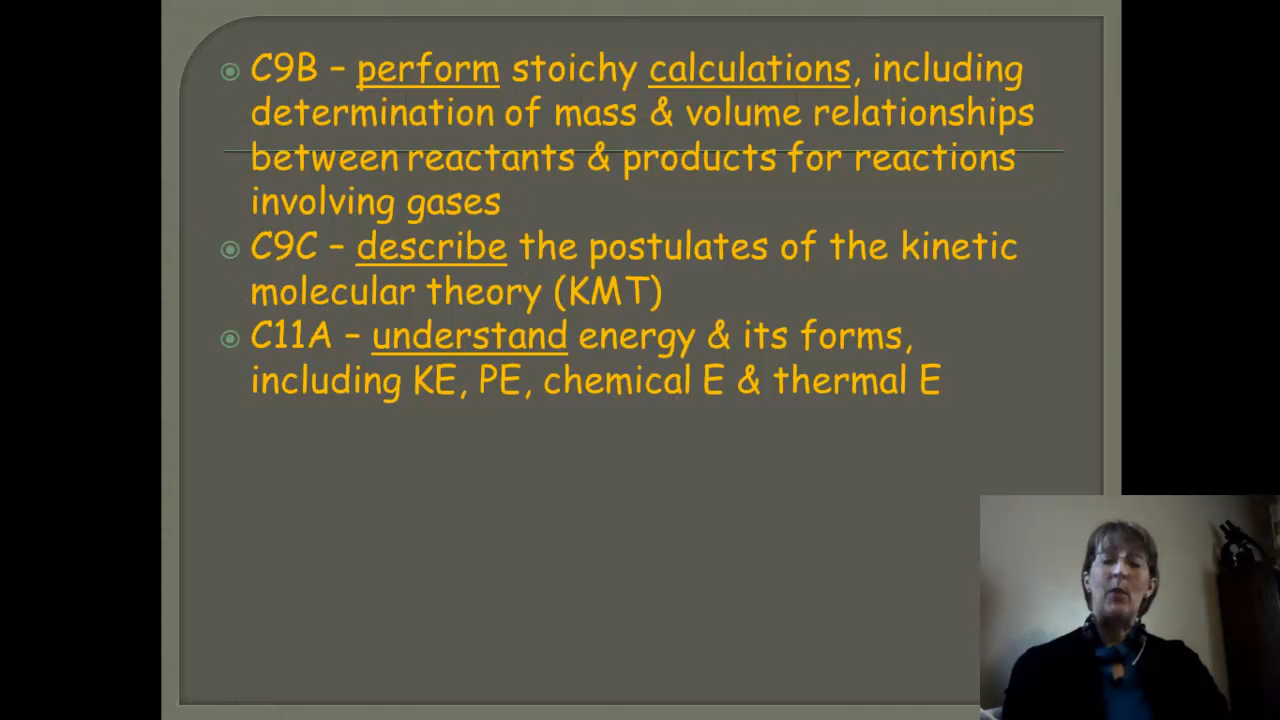 C9B – perform stoichy calculations, including
determination of mass & volume relationships
between reactants & products for reactions
involving gases
C9C – describe the postulates of the kinetic
molecular theory (KMT)
C11A – understand energy & its forms,
including KE, PE, chemical E & thermal E